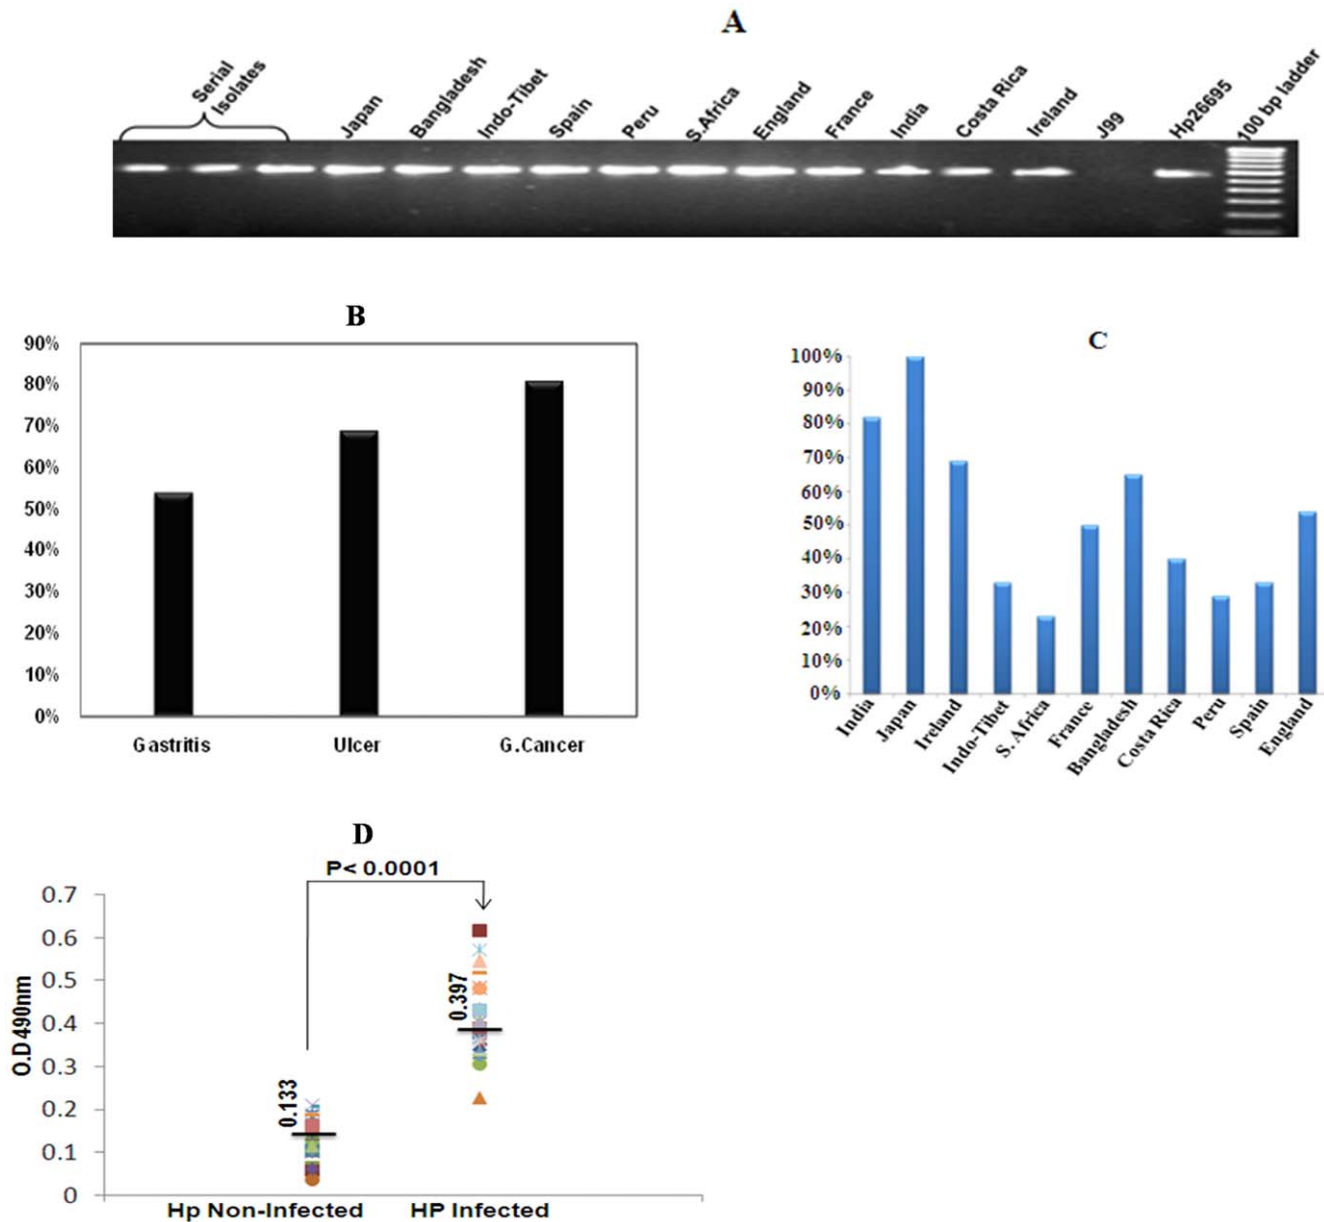 A
Serial
Isolates
Japan
Bangladesh
Indo-Tibet
Spain
Peru
S.Africa
England
France
India
Costa Rica
Ireland
J99
Hp26695
100 bp ladder
B
90%
80%
70%
60%
50%
40%
30%
20%
10%
0%
Gastritis
Ulcer
G.Cancer
C
100%
90%
80%
70%
60%
50%
40%
30%
20%
10%
0%
India
Japan
Ireland
Indo-Tibet
S. Africa
France
Bangladesh
Costa Rica
Peru
Spain
England
D
P< 0.0001
O.D 490nm
0.7
0.6
0.5
0.4
0.3
0.2
0.1
0
0.133
0.397
Hp Non-Infected
HP Infected